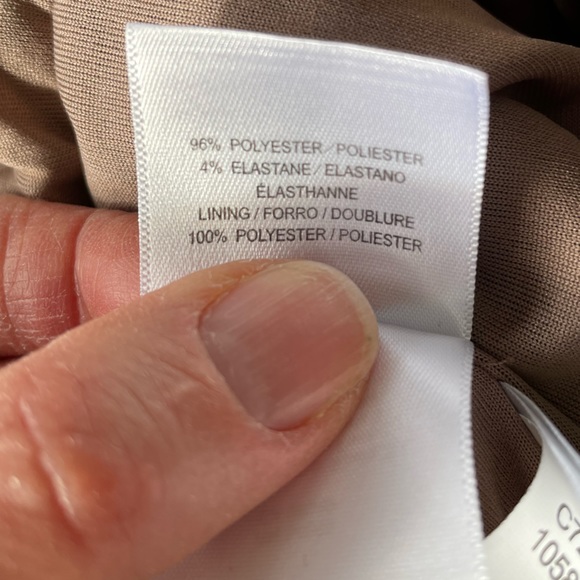 96% POLYESTER/POLIESTER
4% ELASTANE/ELASTANO
ÉLASTHANNE
LINING / FORRO / DOUBLURE
100% POLYESTER / POLIESTER